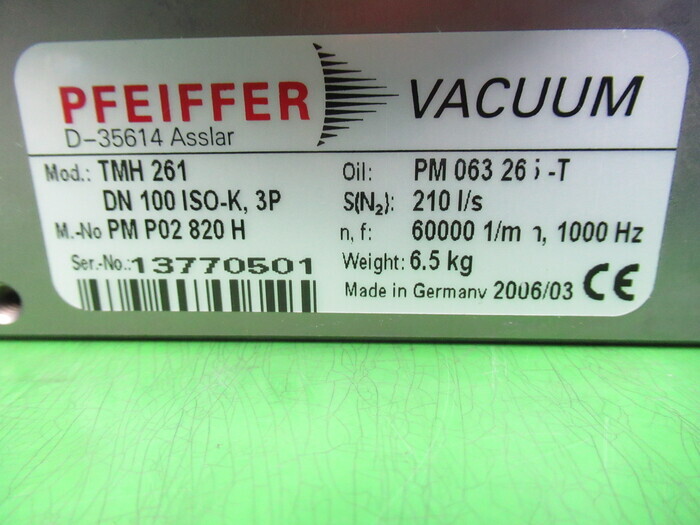 PFEIFFER VACUUM
D-35614 Asslar
Mod.: TMH 261 Oil: PM 063 26 -T
DN 100 ISO-K, 3P S(N₂): 210 l/s
M.-No PM P02 820 H n, f: 60000 1/m n, 1000 Hz
Ser.-No.: 13770501 Weight: 6.5 kg
Made in Germany 2006/03 CE